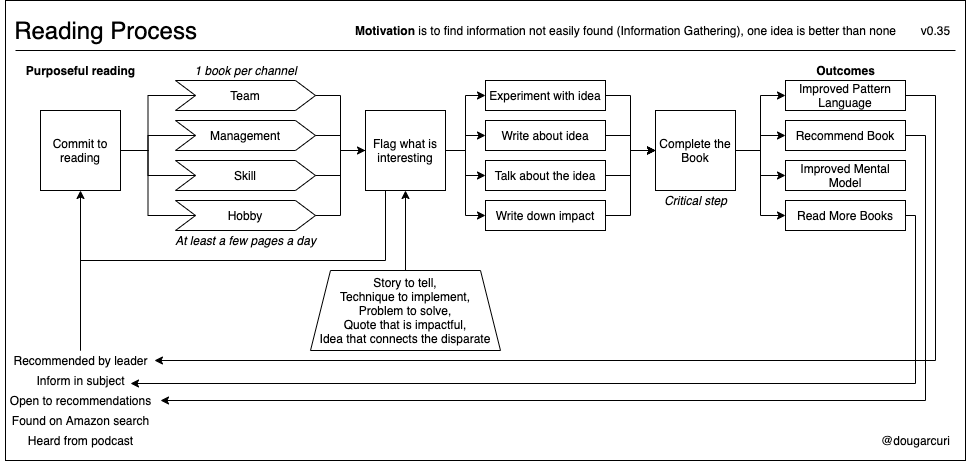 Reading Process
Motivation is to find information not easily found (Information Gathering), one idea is better than none
v0.35
Purposeful reading
1 book per channel
Outcomes
Commit to
reading
Team
Management
Skill
Hobby
At least a few pages a day
Flag what is
interesting
Experiment with idea
Write about idea
Talk about the idea
Write down impact
Complete the
Book
Critical step
Improved Pattern
Language
Recommend Book
Improved Mental
Model
Read More Books
Story to tell,
Technique to implement,
Problem to solve,
Quote that is impactful,
Idea that connects the disparate
Recommended by leader
Inform in subject
Open to recommendations
Found on Amazon search
Heard from podcast
@dougarcuri